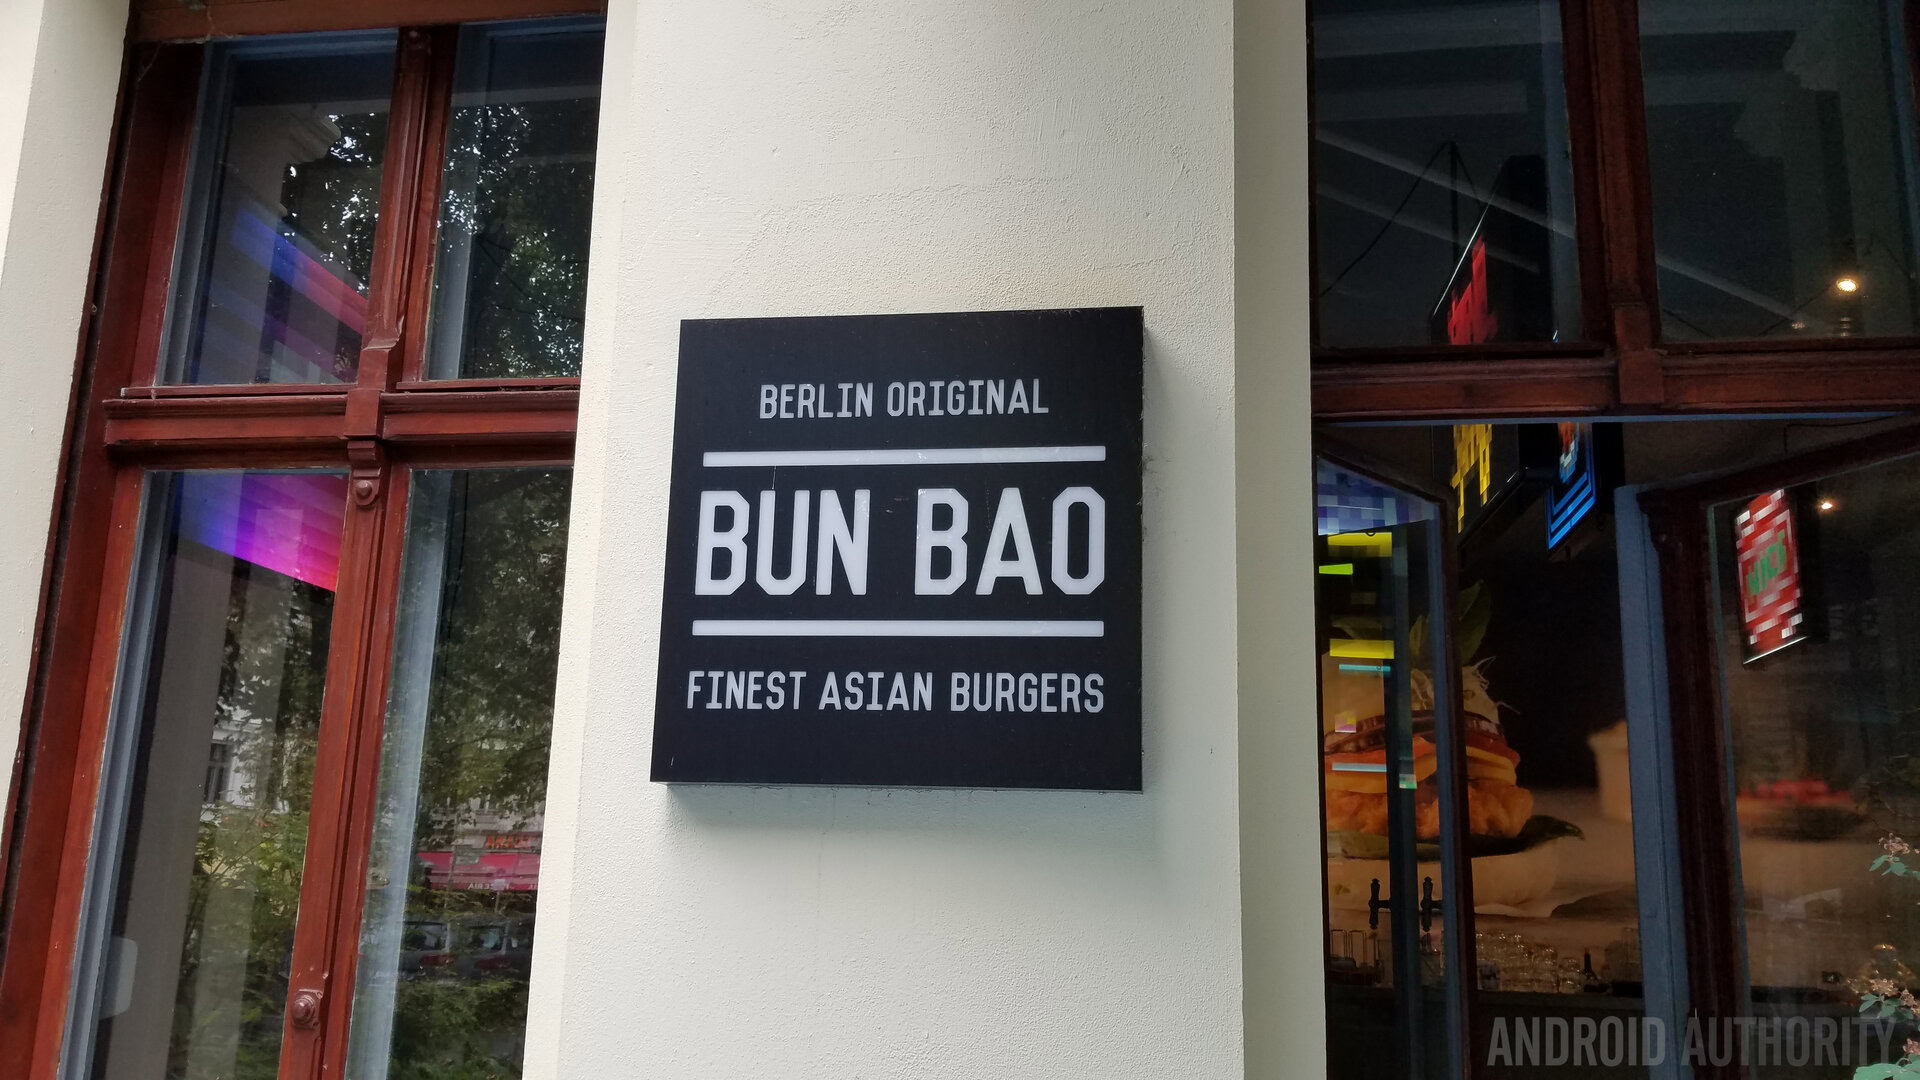 BERLIN ORIGINAL
BUN BAO
FINEST ASIAN BURGERS
ANDROID AUTHORITY